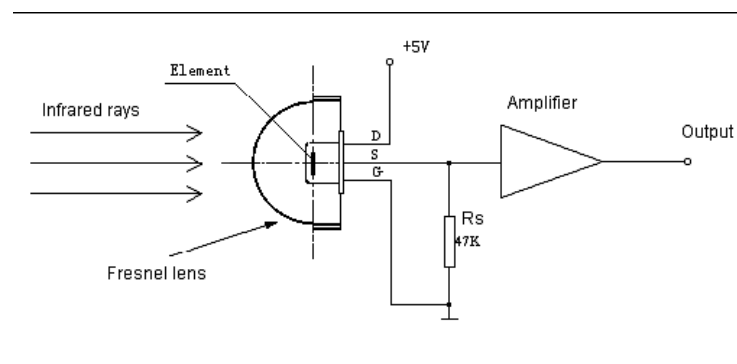 +5V
Element
Infrared rays
Amplifier
Output
D
S
G
Rs
47K
Fresnel lens